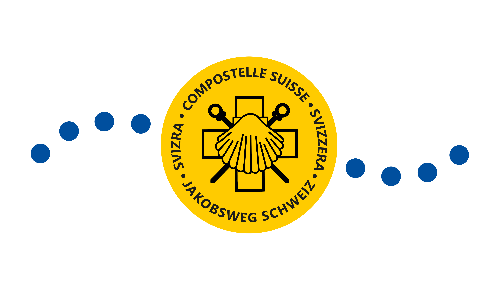 COMPOSTELLE SUISSE • SVIZZERA • JAKOBSWEG SCHWEIZ • SVIZRA •